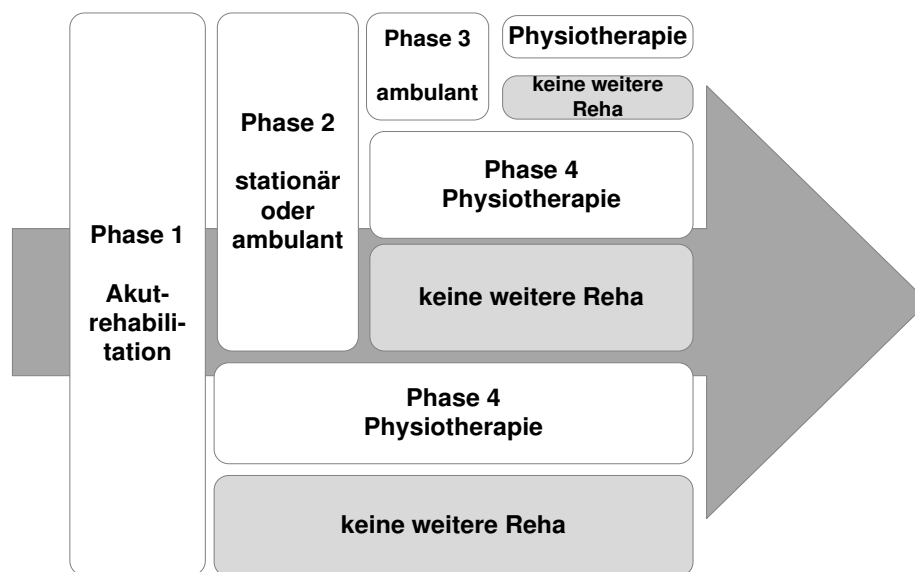 Phase 1
Akut-
rehabili-
tation
Phase 2
stationär
oder
ambulant
Phase 3
ambulant
Physiotherapie
keine weitere
Reha
Phase 4
Physiotherapie
keine weitere Reha
Phase 4
Physiotherapie
keine weitere Reha